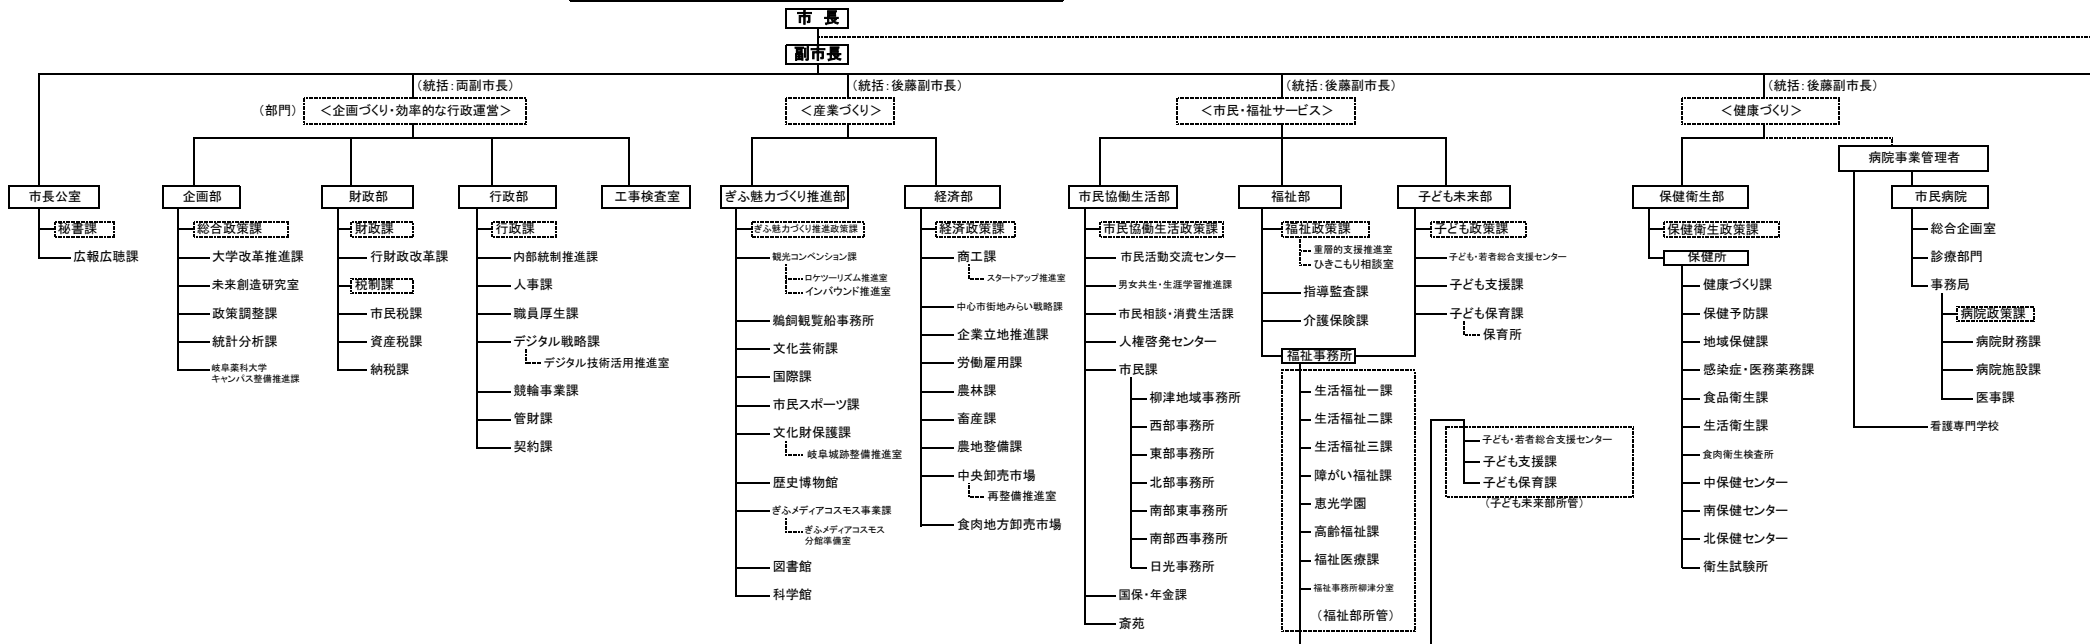 市　長
副市長
(統括:両副市長)
(部門)
＜企画づくり・効率的な行政運営＞
(統括:後藤副市長)
＜産業づくり＞
(統括:後藤副市長)
＜市民・福祉サービス＞
(統括:後藤副市長)
＜健康づくり＞
市長公室
秘書課
広報広聴課
企画部
総合政策課
大学改革推進課
未来創造研究室
政策調整課
統計分析課
岐阜薬科大学
キャンパス整備推進課
財政部
財政課
行財政改革課
税制課
市民税課
資産税課
納税課
行政部
行政課
内部統制推進課
人事課
職員厚生課
デジタル戦略課
デジタル技術活用推進室
競輪事業課
管財課
契約課
工事検査室
ぎふ魅力づくり推進部
ぎふ魅力づくり推進政策課
観光コンベンション課
ロケツーリズム推進室
インバウンド推進室
鵜飼観覧船事務所
文化芸術課
国際課
市民スポーツ課
文化財保護課
岐阜城跡整備推進室
歴史博物館
ぎふメディアコスモス事業課
ぎふメディアコスモス
分館準備室
図書館
科学館
経済部
経済政策課
商工課
スタートアップ推進室
中心市街地みらい戦略課
企業立地推進課
労働雇用課
農林課
畜産課
農地整備課
中央卸売市場
再整備推進室
食肉地方卸売市場
市民協働生活部
市民協働生活政策課
市民活動交流センター
男女共生・生涯学習推進課
市民相談・消費生活課
人権啓発センター
市民課
柳津地域事務所
西部事務所
東部事務所
北部事務所
南部東事務所
南部西事務所
日光事務所
国保・年金課
斎苑
福祉部
福祉政策課
重層的支援推進室
ひきこもり相談室
指導監査課
介護保険課
福祉事務所
生活福祉一課
生活福祉二課
生活福祉三課
障がい福祉課
恵光学園
高齢福祉課
福祉医療課
福祉事務所柳津分室
(福祉部所管)
子ども未来部
子ども政策課
子ども・若者総合支援センター
子ども支援課
子ども保育課
保育所
子ども・若者総合支援センター
子ども支援課
子ども保育課
(子ども未来部所管)
保健衛生部
保健衛生政策課
保健所
健康づくり課
保健予防課
地域保健課
感染症・医務薬務課
食品衛生課
生活衛生課
食肉衛生検査所
中保健センター
南保健センター
北保健センター
衛生試験所
病院事業管理者
市民病院
総合企画室
診療部門
事務局
病院政策課
病院財務課
病院施設課
医事課
看護専門学校